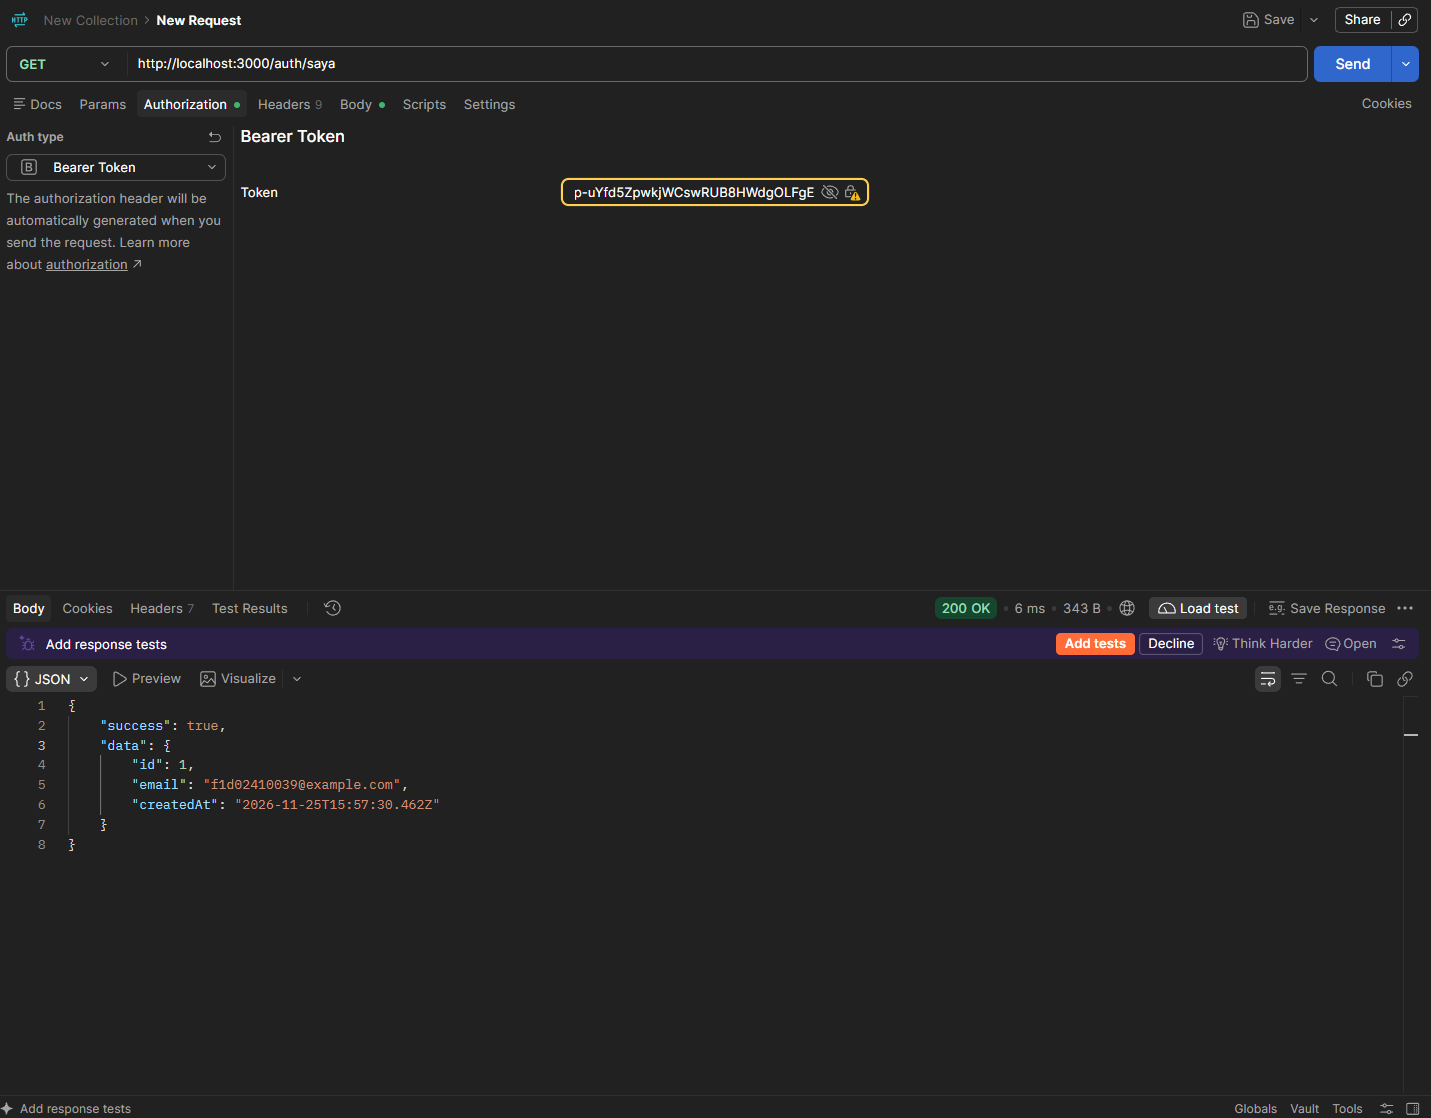 HTTP New Collection > New Request Save Share
GET http://localhost:3000/auth/saya Send
Docs Params Authorization Headers 9 Body Scripts Settings Cookies
Auth type
B Bearer Token
The authorization header will be
automatically generated when you
send the request. Learn more
about authorization ↗
Bearer Token
Token p-uYfd5ZpwkjWCswRUB8HWdgOLFgE
Body Cookies Headers 7 Test Results 200 OK • 6 ms • 343 B • Load test e.g. Save Response •••
Add response tests Add tests Decline Think Harder Open
{} JSON Preview Visualize
1 {
2 "success": true,
3 "data": {
4 "id": 1,
5 "email": "f1d02410039@example.com",
6 "createdAt": "2026-11-25T15:57:30.462Z"
7 }
8 }
Add response tests Globals Vault Tools